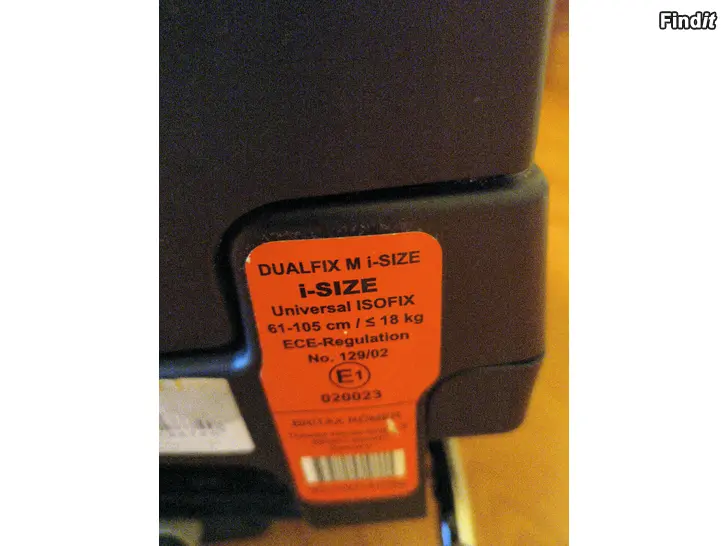 Findit
DUALFIX M i-SIZE
i-SIZE
Universal ISOFIX
61-105 cm / ≤ 18 kg
ECE-Regulation
No. 129/02
E1
020023
BRITAX RÖMER